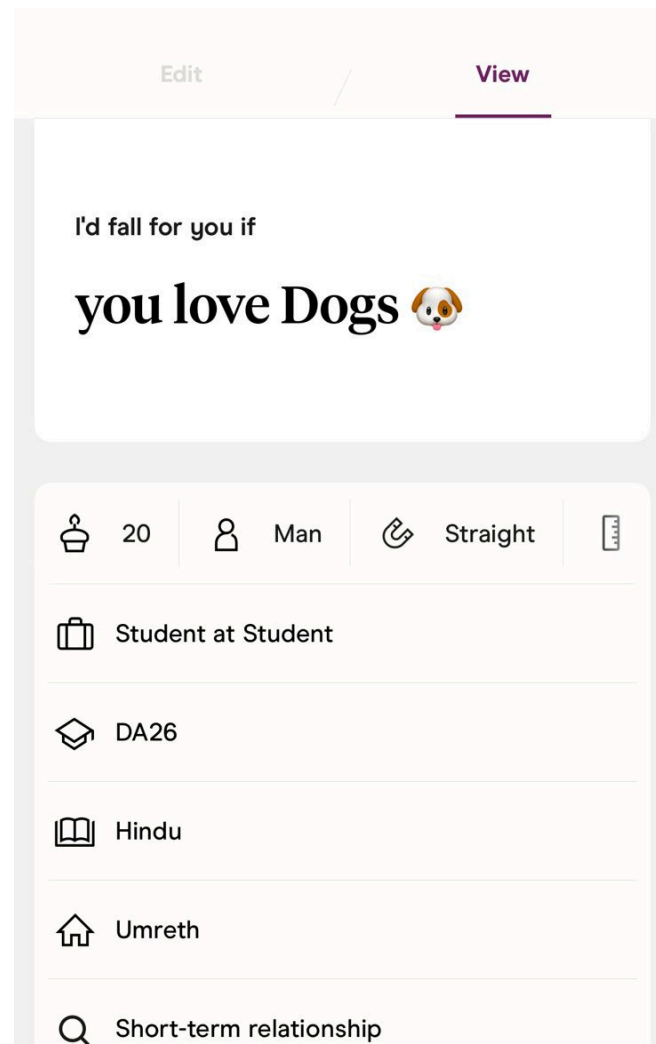 Edit
View
I'd fall for you if
you love Dogs 🐶
20
Man
Straight
Student at Student
DA26
Hindu
Umreth
Short-term relationship